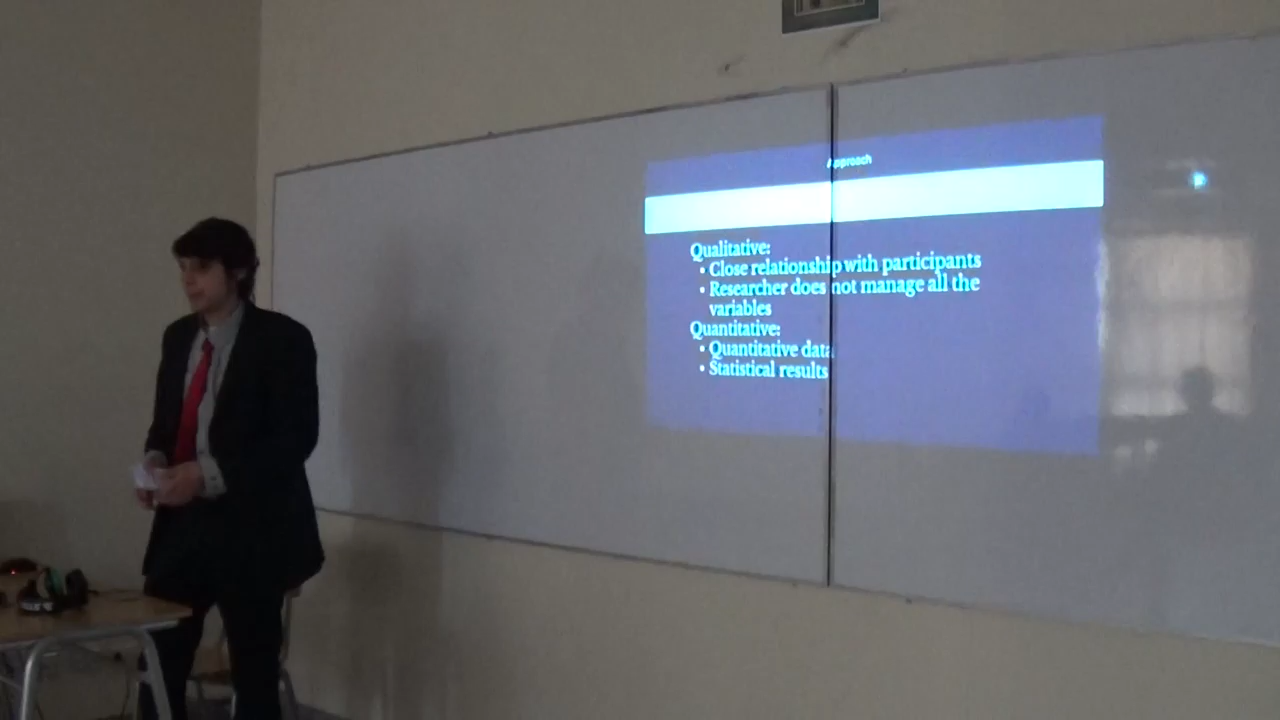 Approach
Qualitative:
• Close relationship with participants
• Researcher does not manage all the
variables
Quantitative:
• Quantitative data
• Statistical results